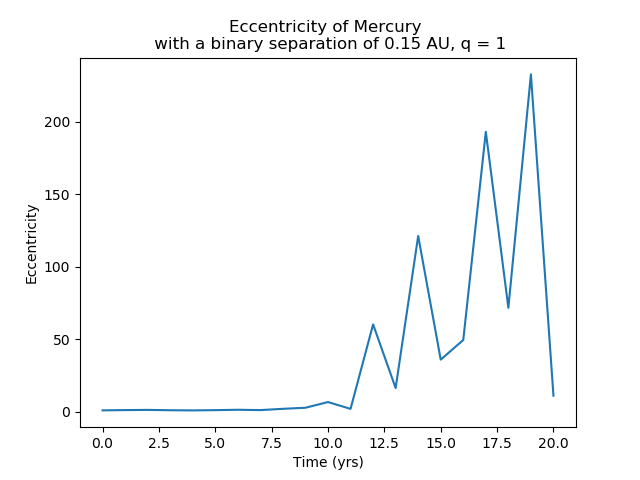 Eccentricity of Mercury
with a binary separation of 0.15 AU, q = 1
200
150
100
50
0
Eccentricity
0.0 2.5 5.0 7.5 10.0 12.5 15.0 17.5 20.0
Time (yrs)